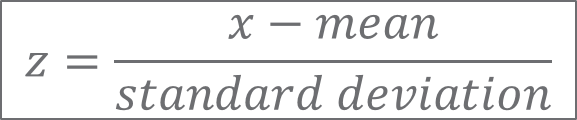 z = x − mean / standard deviation